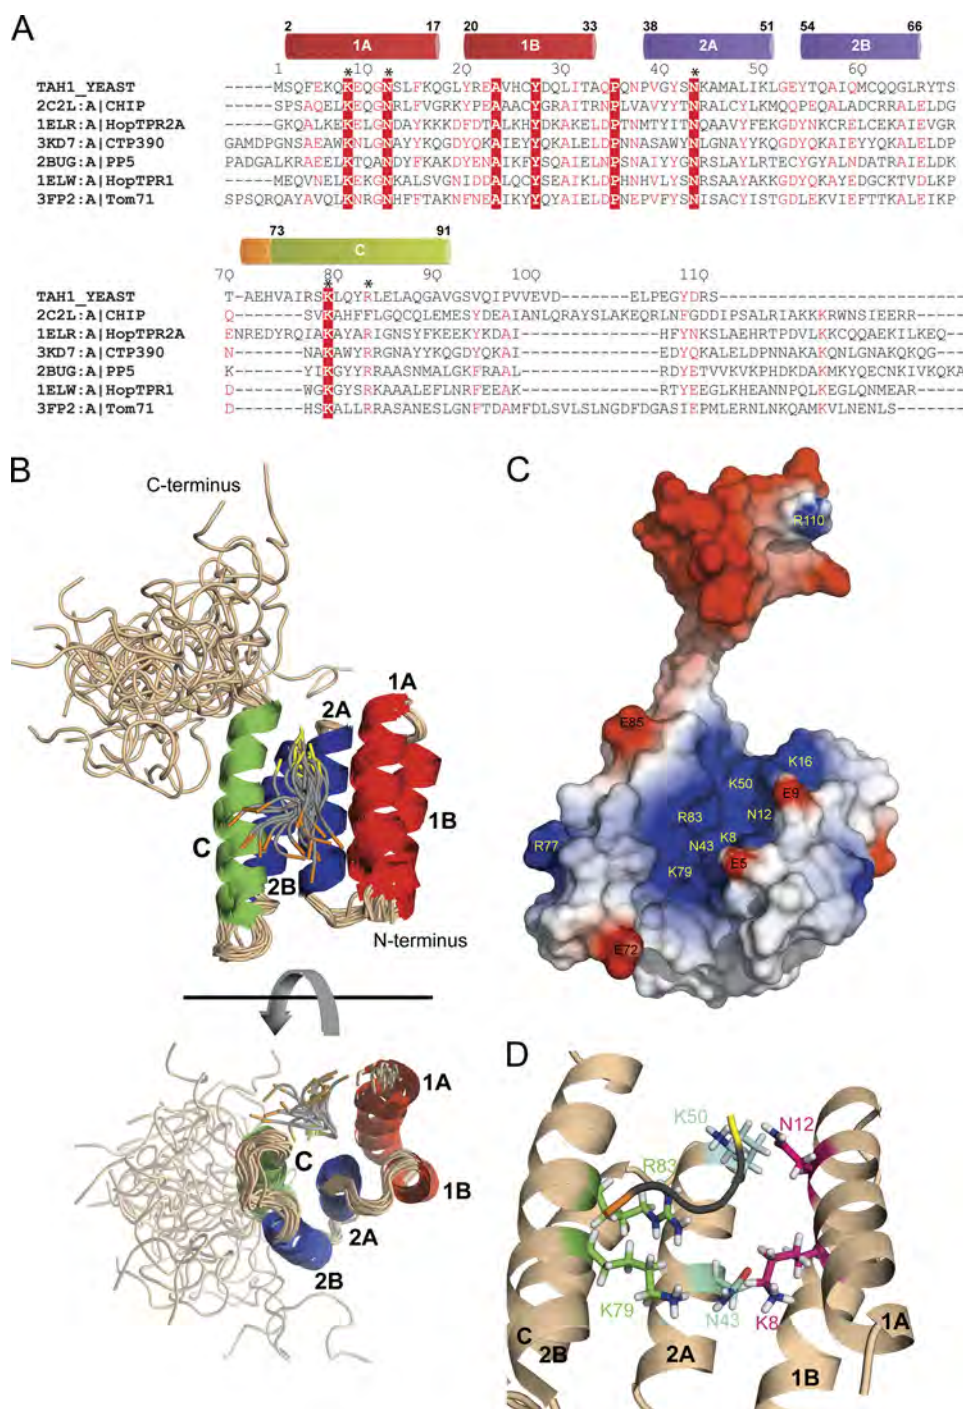 A
2 17 20 33 38 51 54 66
1A 1B 2A 2B
* * *
1 10 20 30 40 50 60
TAH1_YEAST -----MSQFEKQKEQGNSLFKQGLYREAVHCYDQLITAQPQNPVGYSNKAMALIKLGEYTQAIQMCQQGLRYTS
2C2L:A|CHIP -----SPSAQELKEQGNRLFVGRKYPEAAACYGRAITRNPLVAVYYTNRALCYLKMQQPEQALADCRRALELDG
1ELR:A|HopTPR2A -----GKQALKEKELGNDAYKKKDFDTALKHYDKAKELDPTNMTYITNQAAVYFEKGDYNKCRELCEKAIEVGR
3KD7:A|CTP390 GAMDPGNSAEAWKNLGNAYYKQGDYQKAIEYYQKALELDPNNASAWYNLGNAYYKQGDYQKAIEYYQKALELDP
2BUG:A|PP5 PADGALKRAEELKTQANDYFKAKDYENAIKFYSQAIELNPSNAIYYGNRSLAYLRTECYGYALNDATRAIELDK
1ELW:A|HopTPR1 -----MEQVNELKEKGNKALSVGNIDDALQCYSEAIKLDPHNHVLYSNRSAAYAKKGDYQKAYEDGCKTVDLKP
3FP2:A|Tom71 SPSQRQAYAVQLKNRGNHFFTAKNFNEAIKYYQYAIELDPNEPVFYSNISACYISTGDLEKVIEFTTKALEIKP
73 91
C
* *
70 80 90 100 110
TAH1_YEAST T-AEHVAIRSKLQYRLELAQGAVGSVQIPVVEVD----------ELPEGYDRS-------------------------
2C2L:A|CHIP Q---------SVKAHFFLGQCQLEMESYDEAIANLQRAYSLAKEQRLNFGDDIPSALRIAKKKRWNSIEERR--
1ELR:A|HopTPR2A ENREDYRQIAKAYARIGNSYFKEEKYKDAI--------------HFYNKSLAEHRTPDVLKKCQQAEKILKEQ-
3KD7:A|CTP390 N---------NAKAWYRRGNAYYKQGDYQKAI--------------EDYQKALELDPNNAKAKQNLGNAKQKQG-
2BUG:A|PP5 K---------YIKGYYRRAASNMALGKFRAAL--------------RDYETVVKVKPHDKDAKMKYQECNKIVKQKA
1ELW:A|HopTPR1 D---------WGKGYSRKAAALEFLNRFEEAK--------------RTYEEGLKHEANNPQLKEGLQNMEAR----
3FP2:A|Tom71 D---------HSKALLRRASANESLGNFTDAMFDLSVLSLNGDFDGASIEPMLERNLNKQAMKVLNENLS----
B
C-terminus
1A
2A
1B
C
2B
N-terminus
1A
C
1B
2A
2B
C
R110
E85
K16
K50
E9
R83
N12
K8
R77
N43
E5
K79
E72
D
K50
N12
R83
K79
N43
K8
1A
C
2B
2A
1B